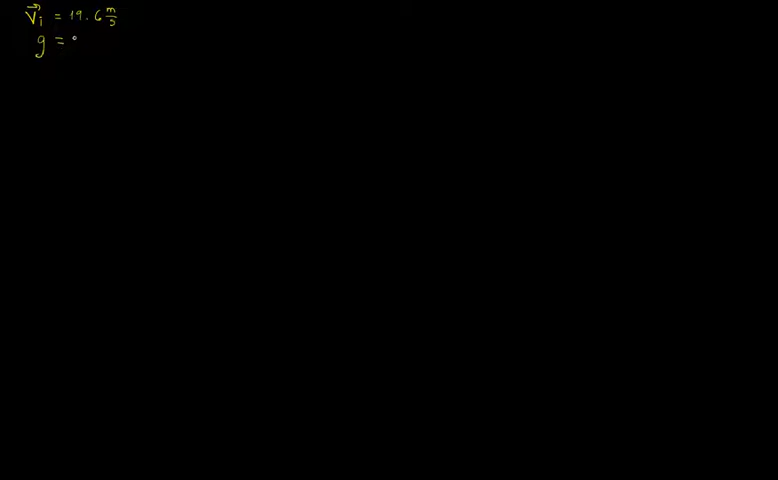 V⃗i = 19.6 m/s
g =